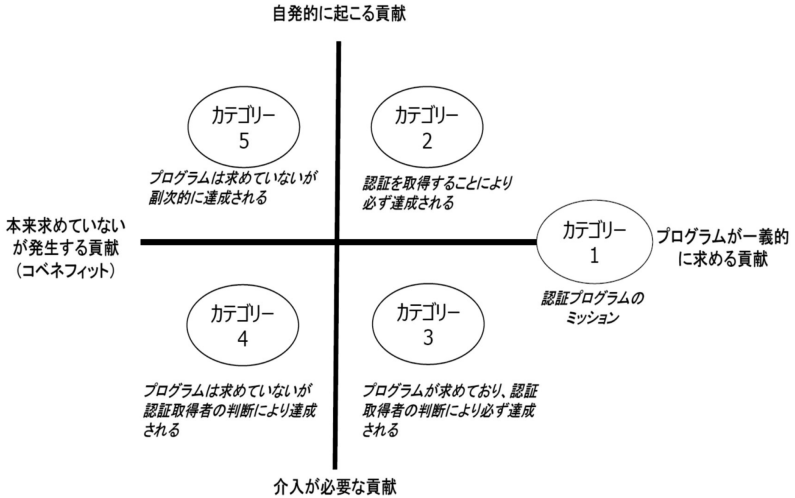 自発的に起こる貢献
カテゴリー
5
プログラムは求めていないが
副次的に達成される
カテゴリー
2
認証を取得することにより
必ず達成される
本来求めていない
が発生する貢献
（コベネフィット）
カテゴリー
1
認証プログラムの
ミッション
プログラムが一義的
に求める貢献
カテゴリー
4
プログラムは求めていないが
認証取得者の判断により達成
される
カテゴリー
3
プログラムが求めており、認証
取得者の判断により必ず達成
される
介入が必要な貢献